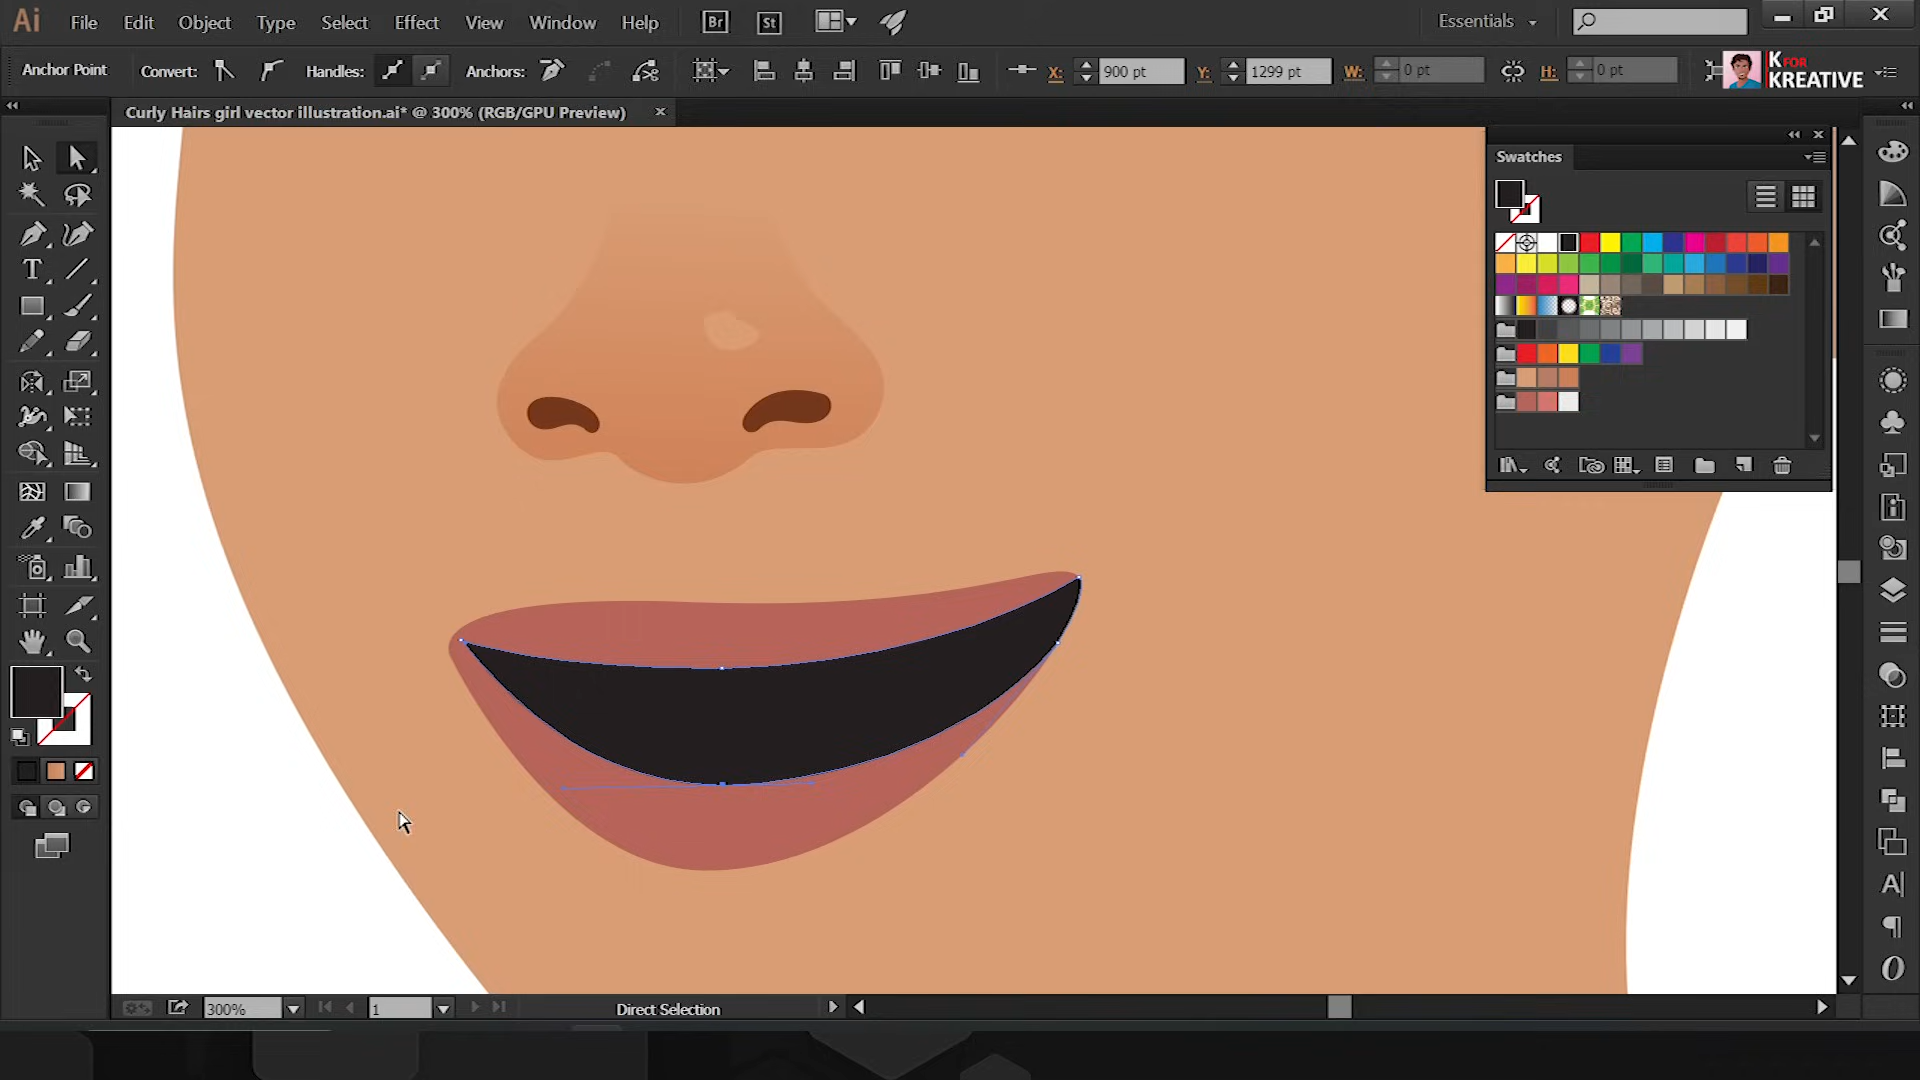 Ai File Edit Object Type Select Effect View Window Help Br St Essentials
Anchor Point Convert: Handles: Anchors: X: 900 pt Y: 1299 pt W: 0 pt H: 0 pt K FOR KREATIVE
Curly Hairs girl vector illustration.ai* @ 300% (RGB/GPU Preview)
Swatches
300% 1 Direct Selection